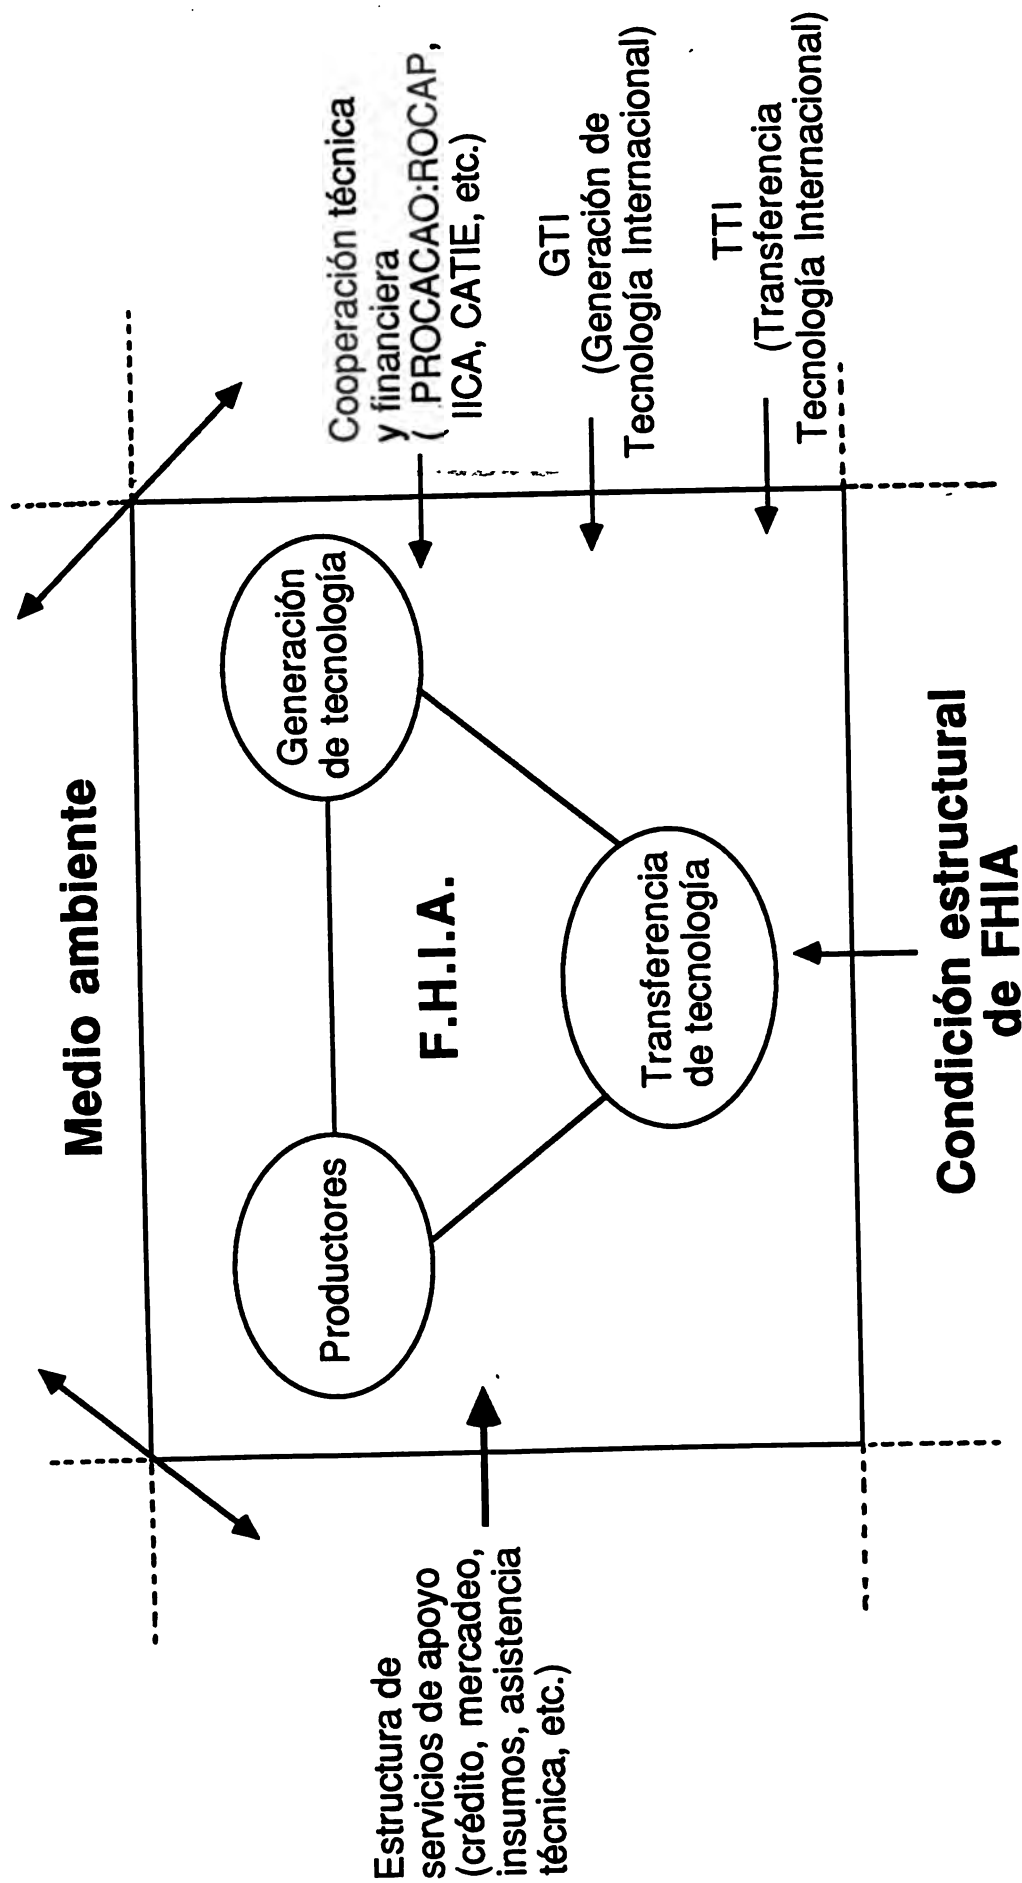 Medio ambiente
Estructura de
servicios de apoyo
(crédito, mercadeo,
insumos, asistencia
técnica, etc.)
Productores
Generación
de tecnología
F.H.I.A.
Transferencia
de tecnología
Cooperación técnica
y financiera
( PROCACAO:ROCAP,
IICA, CATIE, etc.)
GTI
(Generación de
Tecnología Internacional)
TTI
(Transferencia
Tecnología Internacional)
Condición estructural
de FHIA